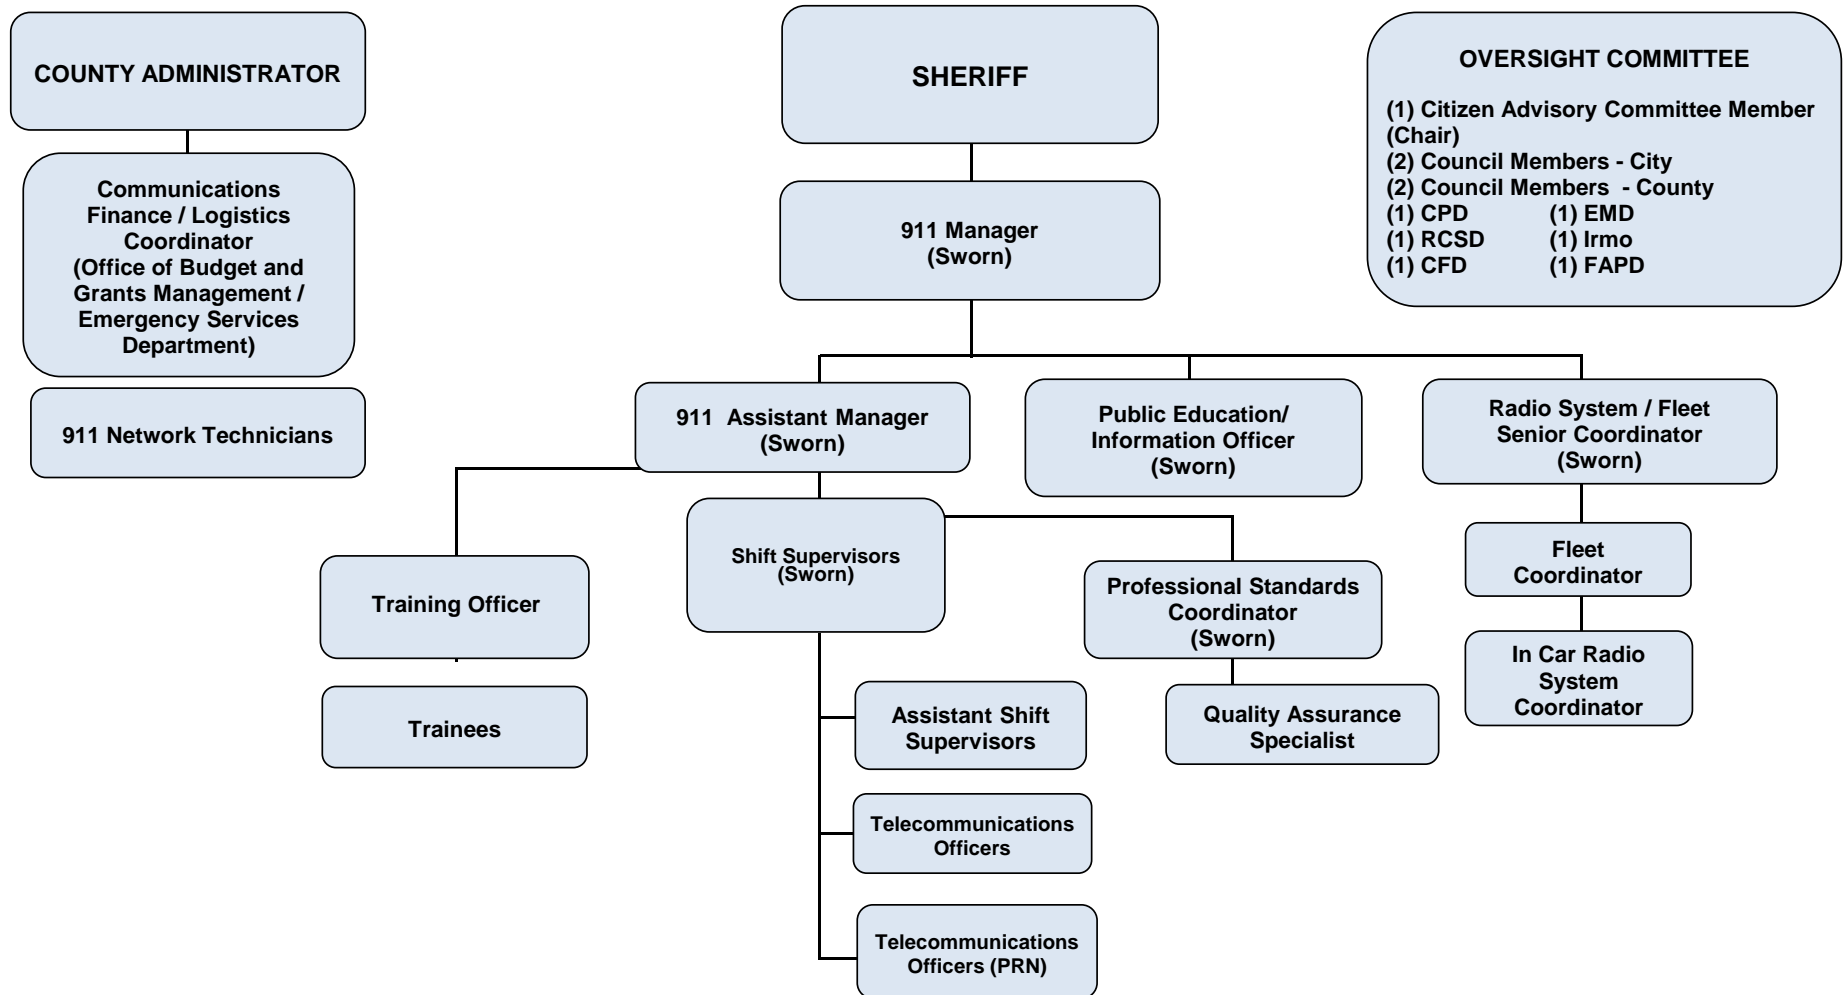 COUNTY ADMINISTRATOR
Communications
Finance / Logistics
Coordinator
(Office of Budget and
Grants Management /
Emergency Services
Department)
911 Network Technicians
SHERIFF
911 Manager
(Sworn)
OVERSIGHT COMMITTEE
(1) Citizen Advisory Committee Member
(Chair)
(2) Council Members - City
(2) Council Members - County
(1) CPD (1) EMD
(1) RCSD (1) Irmo
(1) CFD (1) FAPD
911 Assistant Manager
(Sworn)
Public Education/
Information Officer
(Sworn)
Radio System / Fleet
Senior Coordinator
(Sworn)
Training Officer
Trainees
Shift Supervisors
(Sworn)
Professional Standards
Coordinator
(Sworn)
Fleet
Coordinator
In Car Radio
System
Coordinator
Assistant Shift
Supervisors
Quality Assurance
Specialist
Telecommunications
Officers
Telecommunications
Officers (PRN)